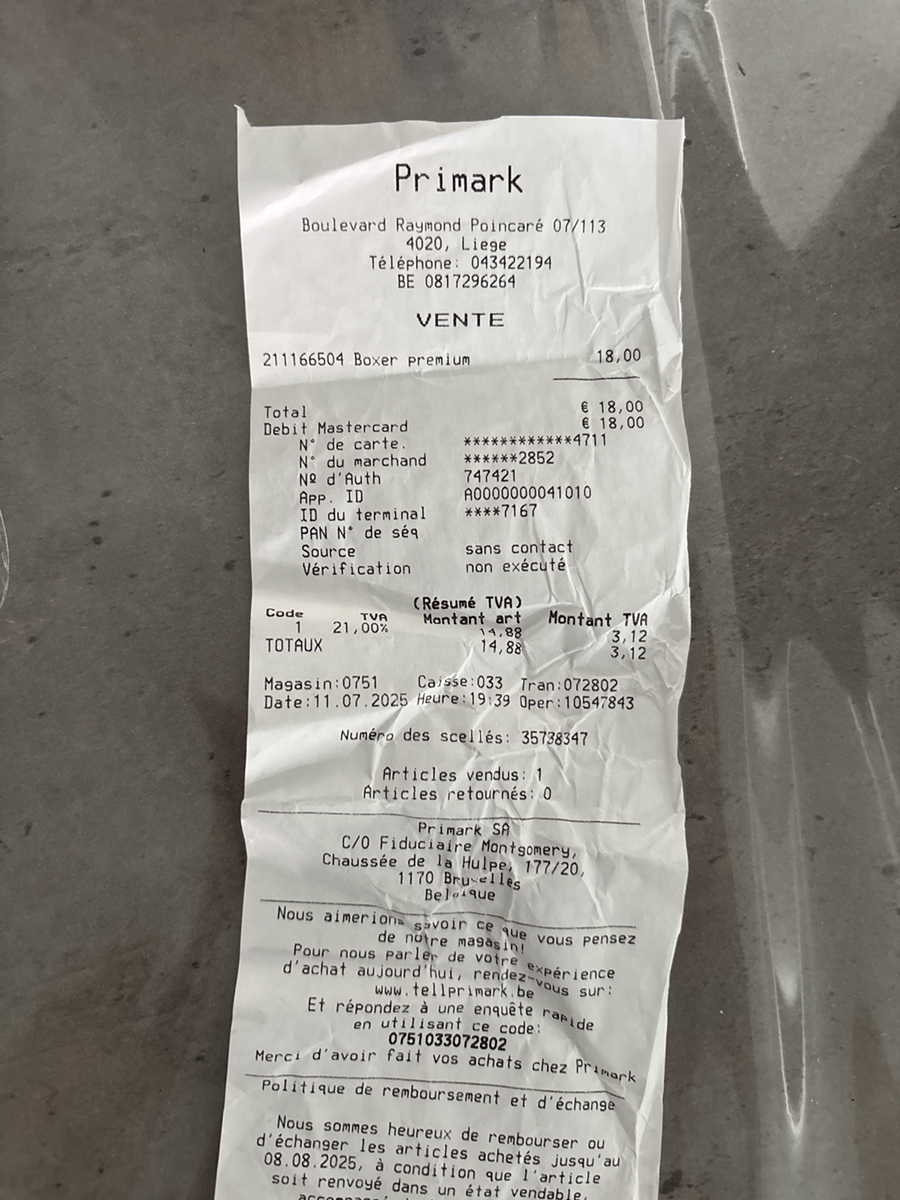 Primark
Boulevard Raymond Poincaré 07/113
4020, Liege
Téléphone: 043422194
BE 0817296264
VENTE
211166504 Boxer premium 18,00
Total € 18,00
Debit Mastercard € 18,00
N° de carte. ************4711
N° du marchand ******2852
Nº d'Auth 747421
App. ID A0000000041010
ID du terminal ****7167
PAN N° de séq
Source sans contact
Vérification non exécuté
(Résumé TVA)
Code TVA Montant art Montant TVA
1 21,00% 14,88 3,12
TOTAUX 14,88 3,12
Magasin:0751 Caisse:033 Tran:072802
Date:11.07.2025 Heure:19:39 Oper:10547843
Numéro des scellés: 35738347
Articles vendus: 1
Articles retournés: 0
Primark SA
C/O Fiduciaire Montgomery,
Chaussée de la Hulpe, 177/20,
1170 Bruxelles
Belgique
Nous aimerions savoir ce que vous pensez
de notre magasin!
Pour nous parler de votre expérience
d'achat aujourd'hui, rendez-vous sur:
www.tellprimark.be
Et répondez à une enquête rapide
en utilisant ce code:
0751033072802
Merci d'avoir fait vos achats chez Primark
Politique de remboursement et d'échange
Nous sommes heureux de rembourser ou
d'échanger les articles achetés jusqu'au
08.08.2025, à condition que l'article
soit renvoyé dans un état vendable,